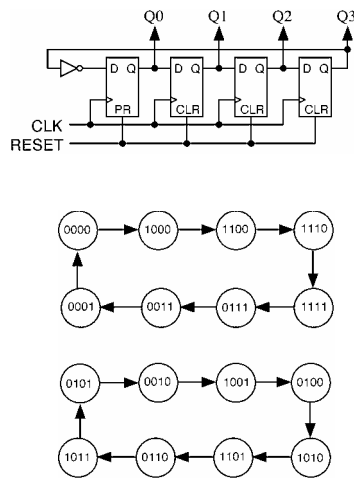 Q0 Q1 Q2 Q3
D Q D Q D Q D Q
PR CLR CLR CLR
CLK
RESET
0000 1000 1100 1110
0001 0011 0111 1111
0101 0010 1001 0100
1011 0110 1101 1010